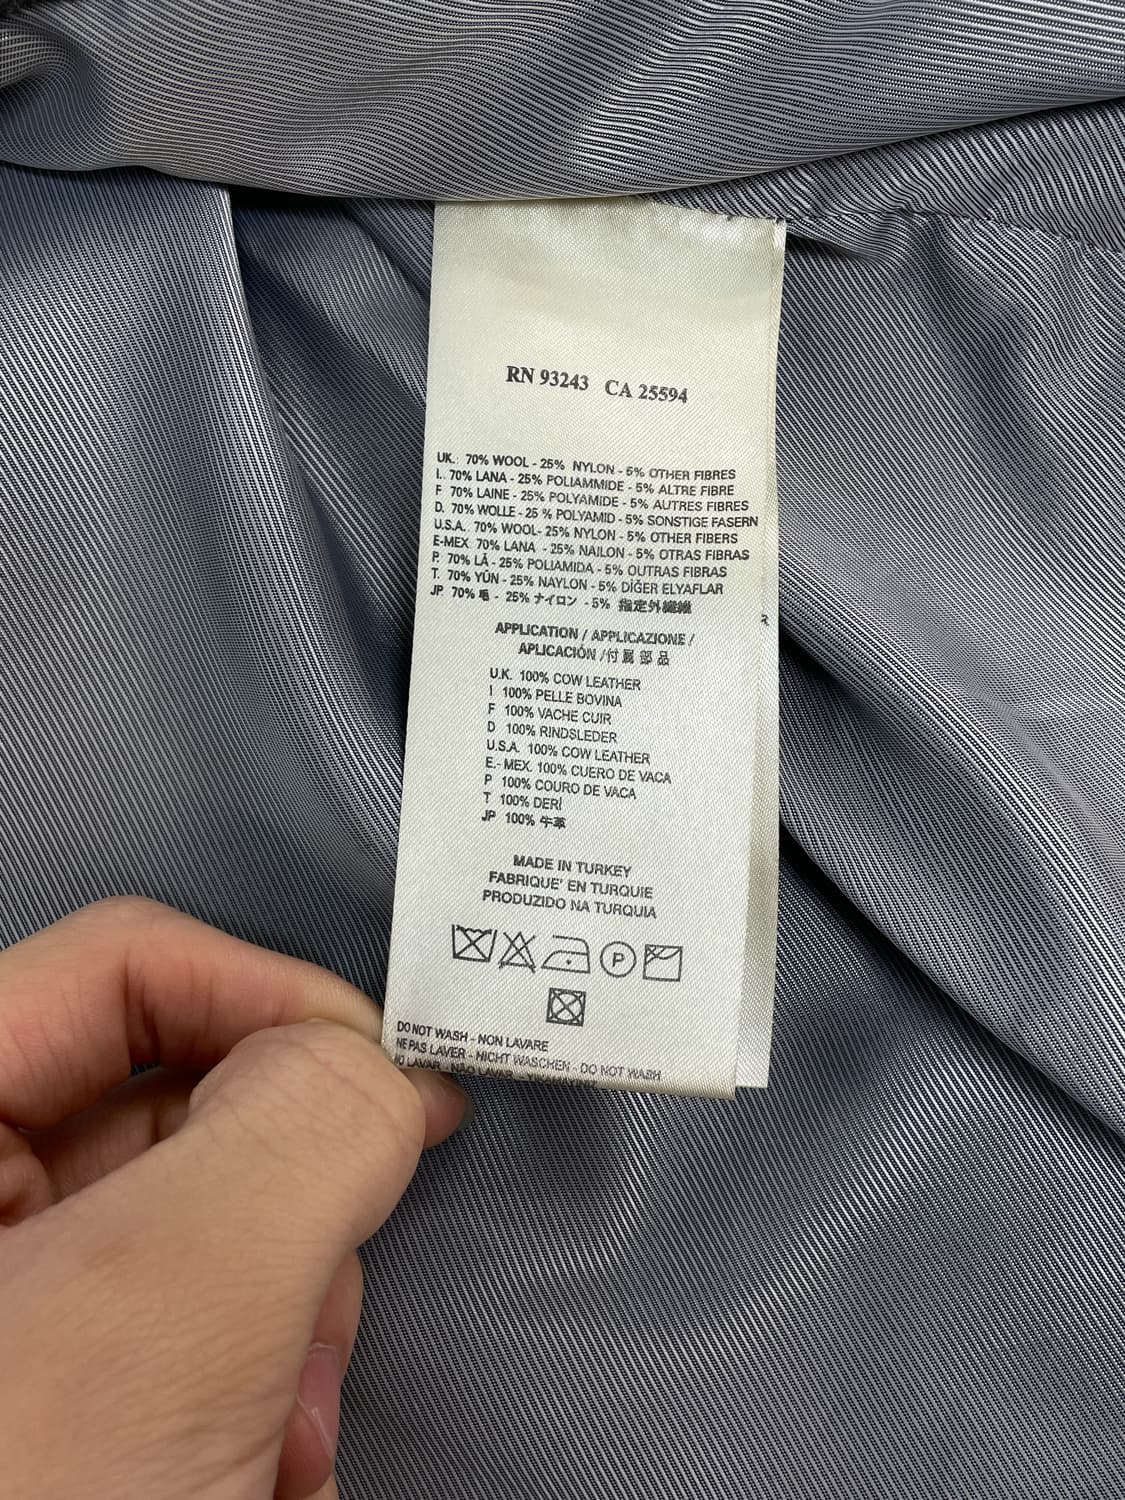 RN 93243 CA 25594
UK.: 70% WOOL - 25% NYLON - 5% OTHER FIBRES
I.. 70% LANA - 25% POLIAMMIDE - 5% ALTRE FIBRE
F. 70% LAINE - 25% POLYAMIDE - 5% AUTRES FIBRES
D. 70% WOLLE - 25 % POLYAMID - 5% SONSTIGE FASERN
U.S.A.. 70% WOOL- 25% NYLON - 5% OTHER FIBERS
E-MEX. 70% LANA - 25% NAILON - 5% OTRAS FIBRAS
P. 70% LÃ - 25% POLIAMIDA - 5% OUTRAS FIBRAS
T. 70% YÜN - 25% NAYLON - 5% DİĞER ELYAFLAR
JP 70% 毛 - 25% ナイロン - 5% 指定外繊維
R
APPLICATION / APPLICAZIONE /
APLICACIÓN /付属部品
U.K. 100% COW LEATHER
I 100% PELLE BOVINA
F 100% VACHE CUIR
D 100% RINDSLEDER
U.S.A. 100% COW LEATHER
E.- MEX. 100% CUERO DE VACA
P 100% COURO DE VACA
T 100% DERİ
JP 100% 牛革
MADE IN TURKEY
FABRIQUE' EN TURQUIE
PRODUZIDO NA TURQUIA
P
DO NOT WASH - NON LAVARE
NE PAS LAVER - NICHT WASCHEN - DO NOT WASH
NO LAVAR - NÃO LAVAR -